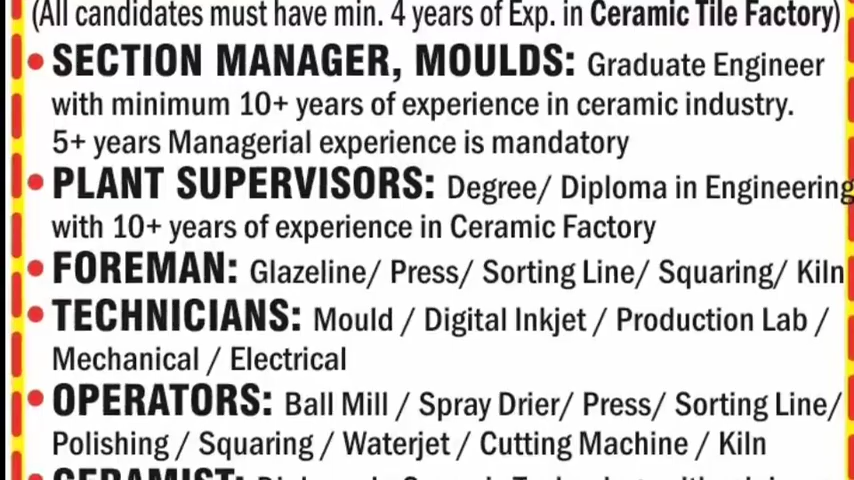 (All candidates must have min. 4 years of Exp. in Ceramic Tile Factory)
• SECTION MANAGER, MOULDS: Graduate Engineer
with minimum 10+ years of experience in ceramic industry.
5+ years Managerial experience is mandatory
• PLANT SUPERVISORS: Degree/ Diploma in Engineering
with 10+ years of experience in Ceramic Factory
• FOREMAN: Glazeline/ Press/ Sorting Line/ Squaring/ Kiln
• TECHNICIANS: Mould / Digital Inkjet / Production Lab /
Mechanical / Electrical
• OPERATORS: Ball Mill / Spray Drier/ Press/ Sorting Line/
Polishing / Squaring / Waterjet / Cutting Machine / Kiln
• CERAMIST: